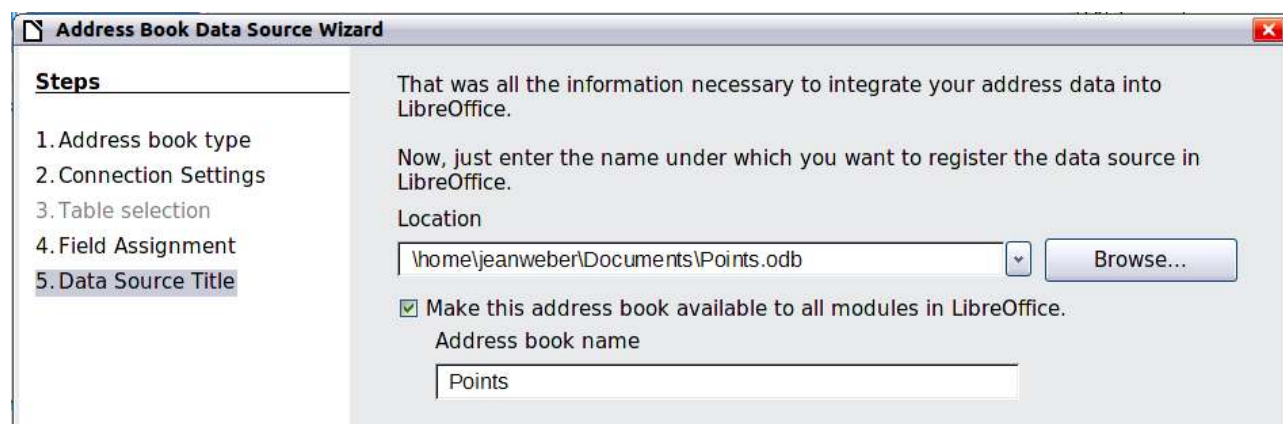 Address Book Data Source Wizard
Steps
1. Address book type
2. Connection Settings
3. Table selection
4. Field Assignment
5. Data Source Title
That was all the information necessary to integrate your address data into
LibreOffice.
Now, just enter the name under which you want to register the data source in
LibreOffice.
Location
\home\jeanweber\Documents\Points.odb
Browse...
Make this address book available to all modules in LibreOffice.
Address book name
Points